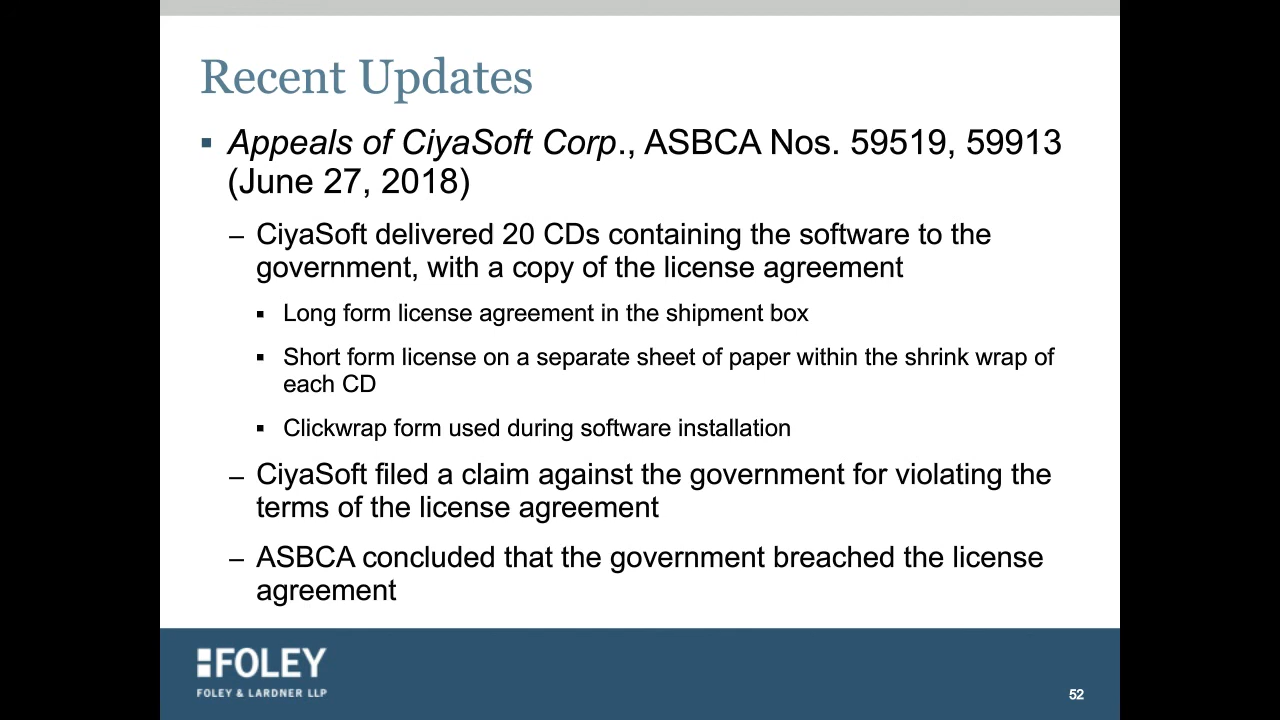 Recent Updates
▪ Appeals of CiyaSoft Corp., ASBCA Nos. 59519, 59913
(June 27, 2018)
– CiyaSoft delivered 20 CDs containing the software to the
government, with a copy of the license agreement
▪ Long form license agreement in the shipment box
▪ Short form license on a separate sheet of paper within the shrink wrap of
each CD
▪ Clickwrap form used during software installation
– CiyaSoft filed a claim against the government for violating the
terms of the license agreement
– ASBCA concluded that the government breached the license
agreement
FOLEY
FOLEY & LARDNER LLP
52